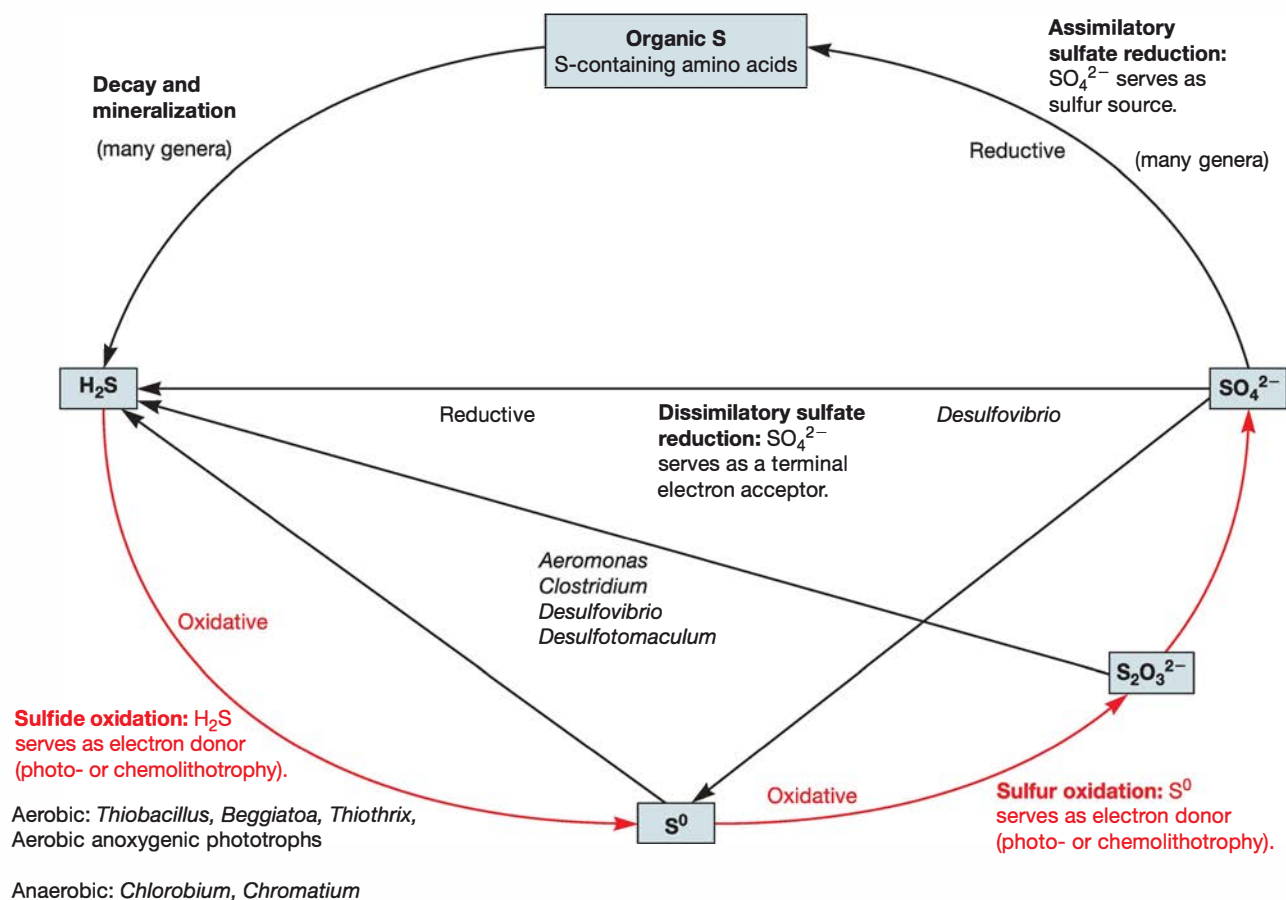 Organic S
S-containing amino acids
Assimilatory
sulfate reduction:
SO₄²⁻ serves as
sulfur source.
Decay and
mineralization
(many genera)
Reductive
(many genera)
H₂S
SO₄²⁻
Reductive
Dissimilatory sulfate
reduction: SO₄²⁻
serves as a terminal
electron acceptor.
Desulfovibrio
Aeromonas
Clostridium
Desulfovibrio
Desulfotomaculum
Oxidative
S₂O₃²⁻
Sulfide oxidation: H₂S
serves as electron donor
(photo- or chemolithotrophy).
Oxidative
Sulfur oxidation: S⁰
serves as electron donor
(photo- or chemolithotrophy).
S⁰
Aerobic: Thiobacillus, Beggiatoa, Thiothrix,
Aerobic anoxygenic phototrophs
Anaerobic: Chlorobium, Chromatium